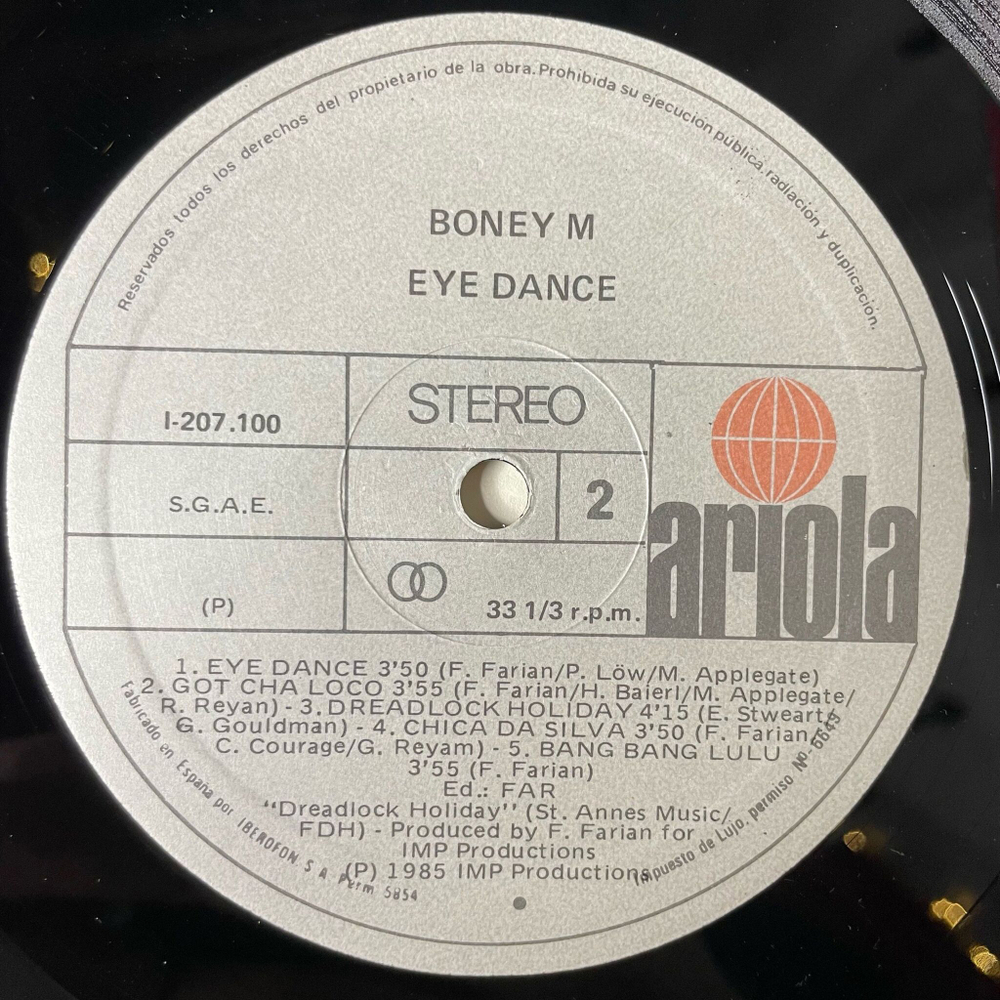 Reservados todos los derechos del propietario de la obra. Prohibida su ejecución pública, radiación y duplicación.
BONEY M
EYE DANCE
I-207.100
STEREO
S.G.A.E.
2
ariola
(P)
33 1/3 r.p.m.
1. EYE DANCE 3'50 (F. Farian/P. Löw/M. Applegate)
2. GOT CHA LOCO 3'55 (F. Farian/H. Baierl/M. Applegate/
R. Reyan) - 3. DREADLOCK HOLIDAY 4'15 (E. Stweart/
G. Gouldman) - 4. CHICA DA SILVA 3'50 (F. Farian/
C. Courage/G. Reyam) - 5. BANG BANG LULU
3'55 (F. Farian)
Ed.: FAR
"Dreadlock Holiday" (St. Annes Music/
FDH) - Produced by F. Farian for
IMP Productions
(P) 1985 IMP Productions
Fabricado en España por IBEROFON S A Perm 5854
Impuesto de Lujo. permiso Nº-